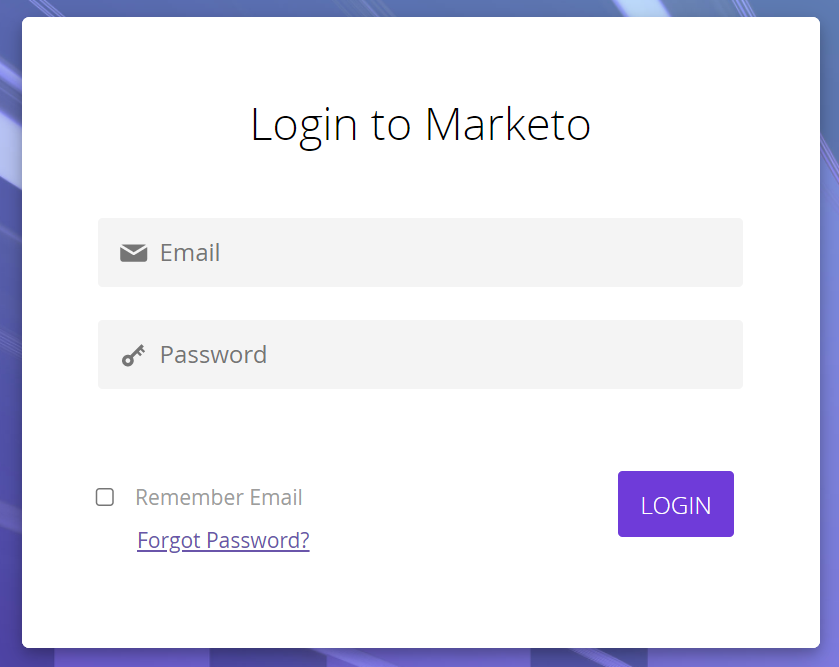 Login to Marketo
Email
Password
Remember Email
LOGIN
Forgot Password?